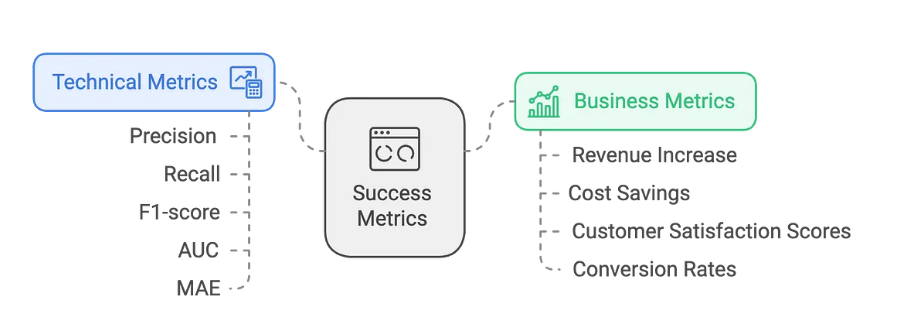 Technical Metrics
Precision
Recall
F1-score
AUC
MAE
Success
Metrics
Business Metrics
Revenue Increase
Cost Savings
Customer Satisfaction Scores
Conversion Rates